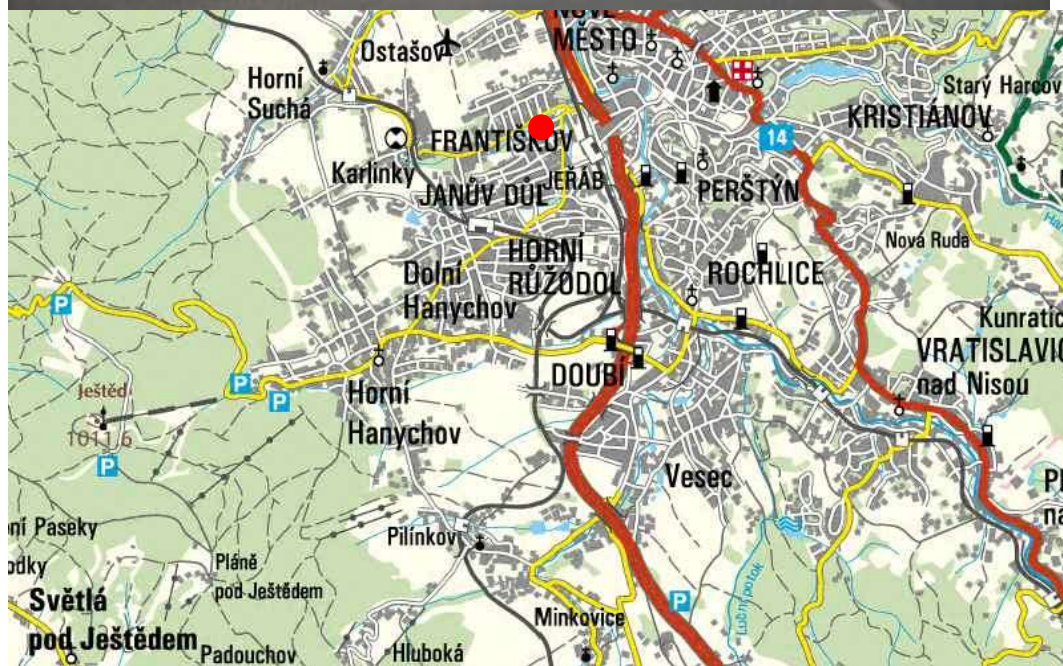 NOVÉ
MĚSTO
Ostašov
Horní
Suchá
Starý Harcov
KRISTIÁNOV
14
FRANTIŠKOV
Karlinky
JEŘÁB
JANŮV DŮL
PERŠTÝN
Nová Ruda
HORNÍ
RŮŽODOL
Dolní
Hanychov
ROCHLICE
P
Kunratic
VRATISLAVIC
nad Nisou
DOUBÍ
P
P
Ještěd
1011,6
Horní
Hanychov
P
Vesec
ní Paseky
Pilínkov
odky
Pláně
pod Ještědem
Luční potok
Světlá
pod Ještědem
P
Minkovice
Padouchov
Hluboká